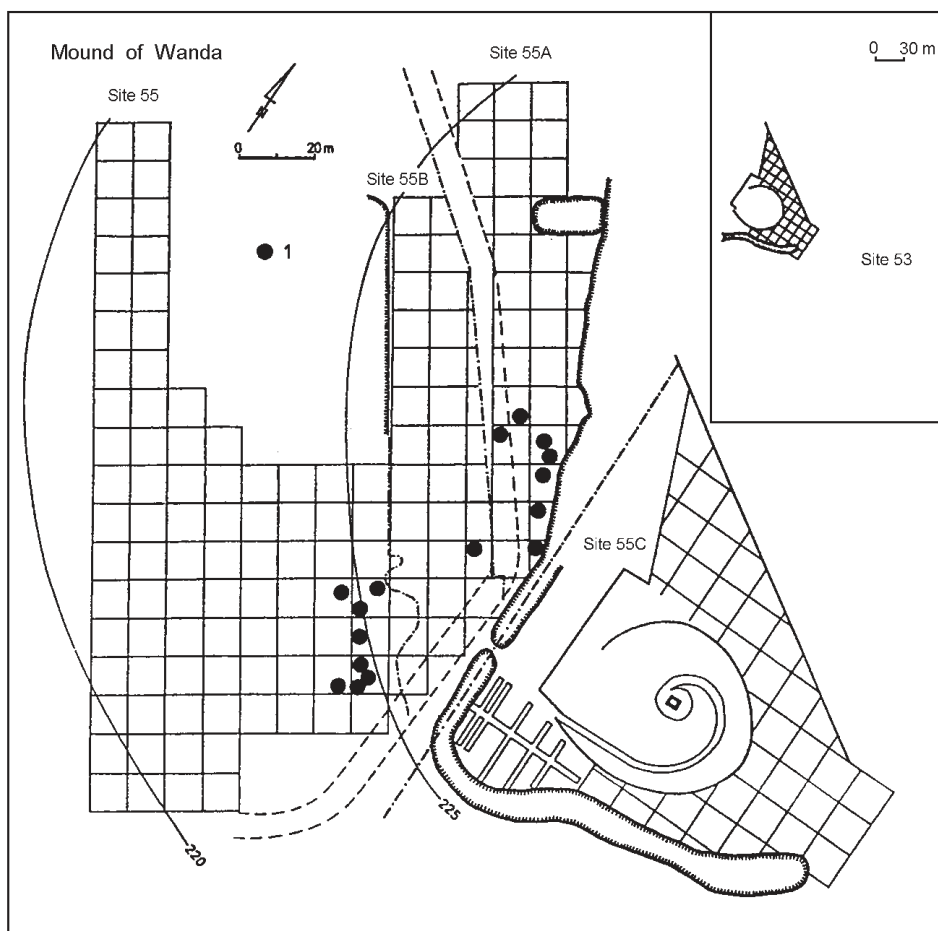 Mound of Wanda
Site 55A
0 30 m
Site 55
N
0 20 m
Site 55B
1
Site 53
Site 55C
225
220